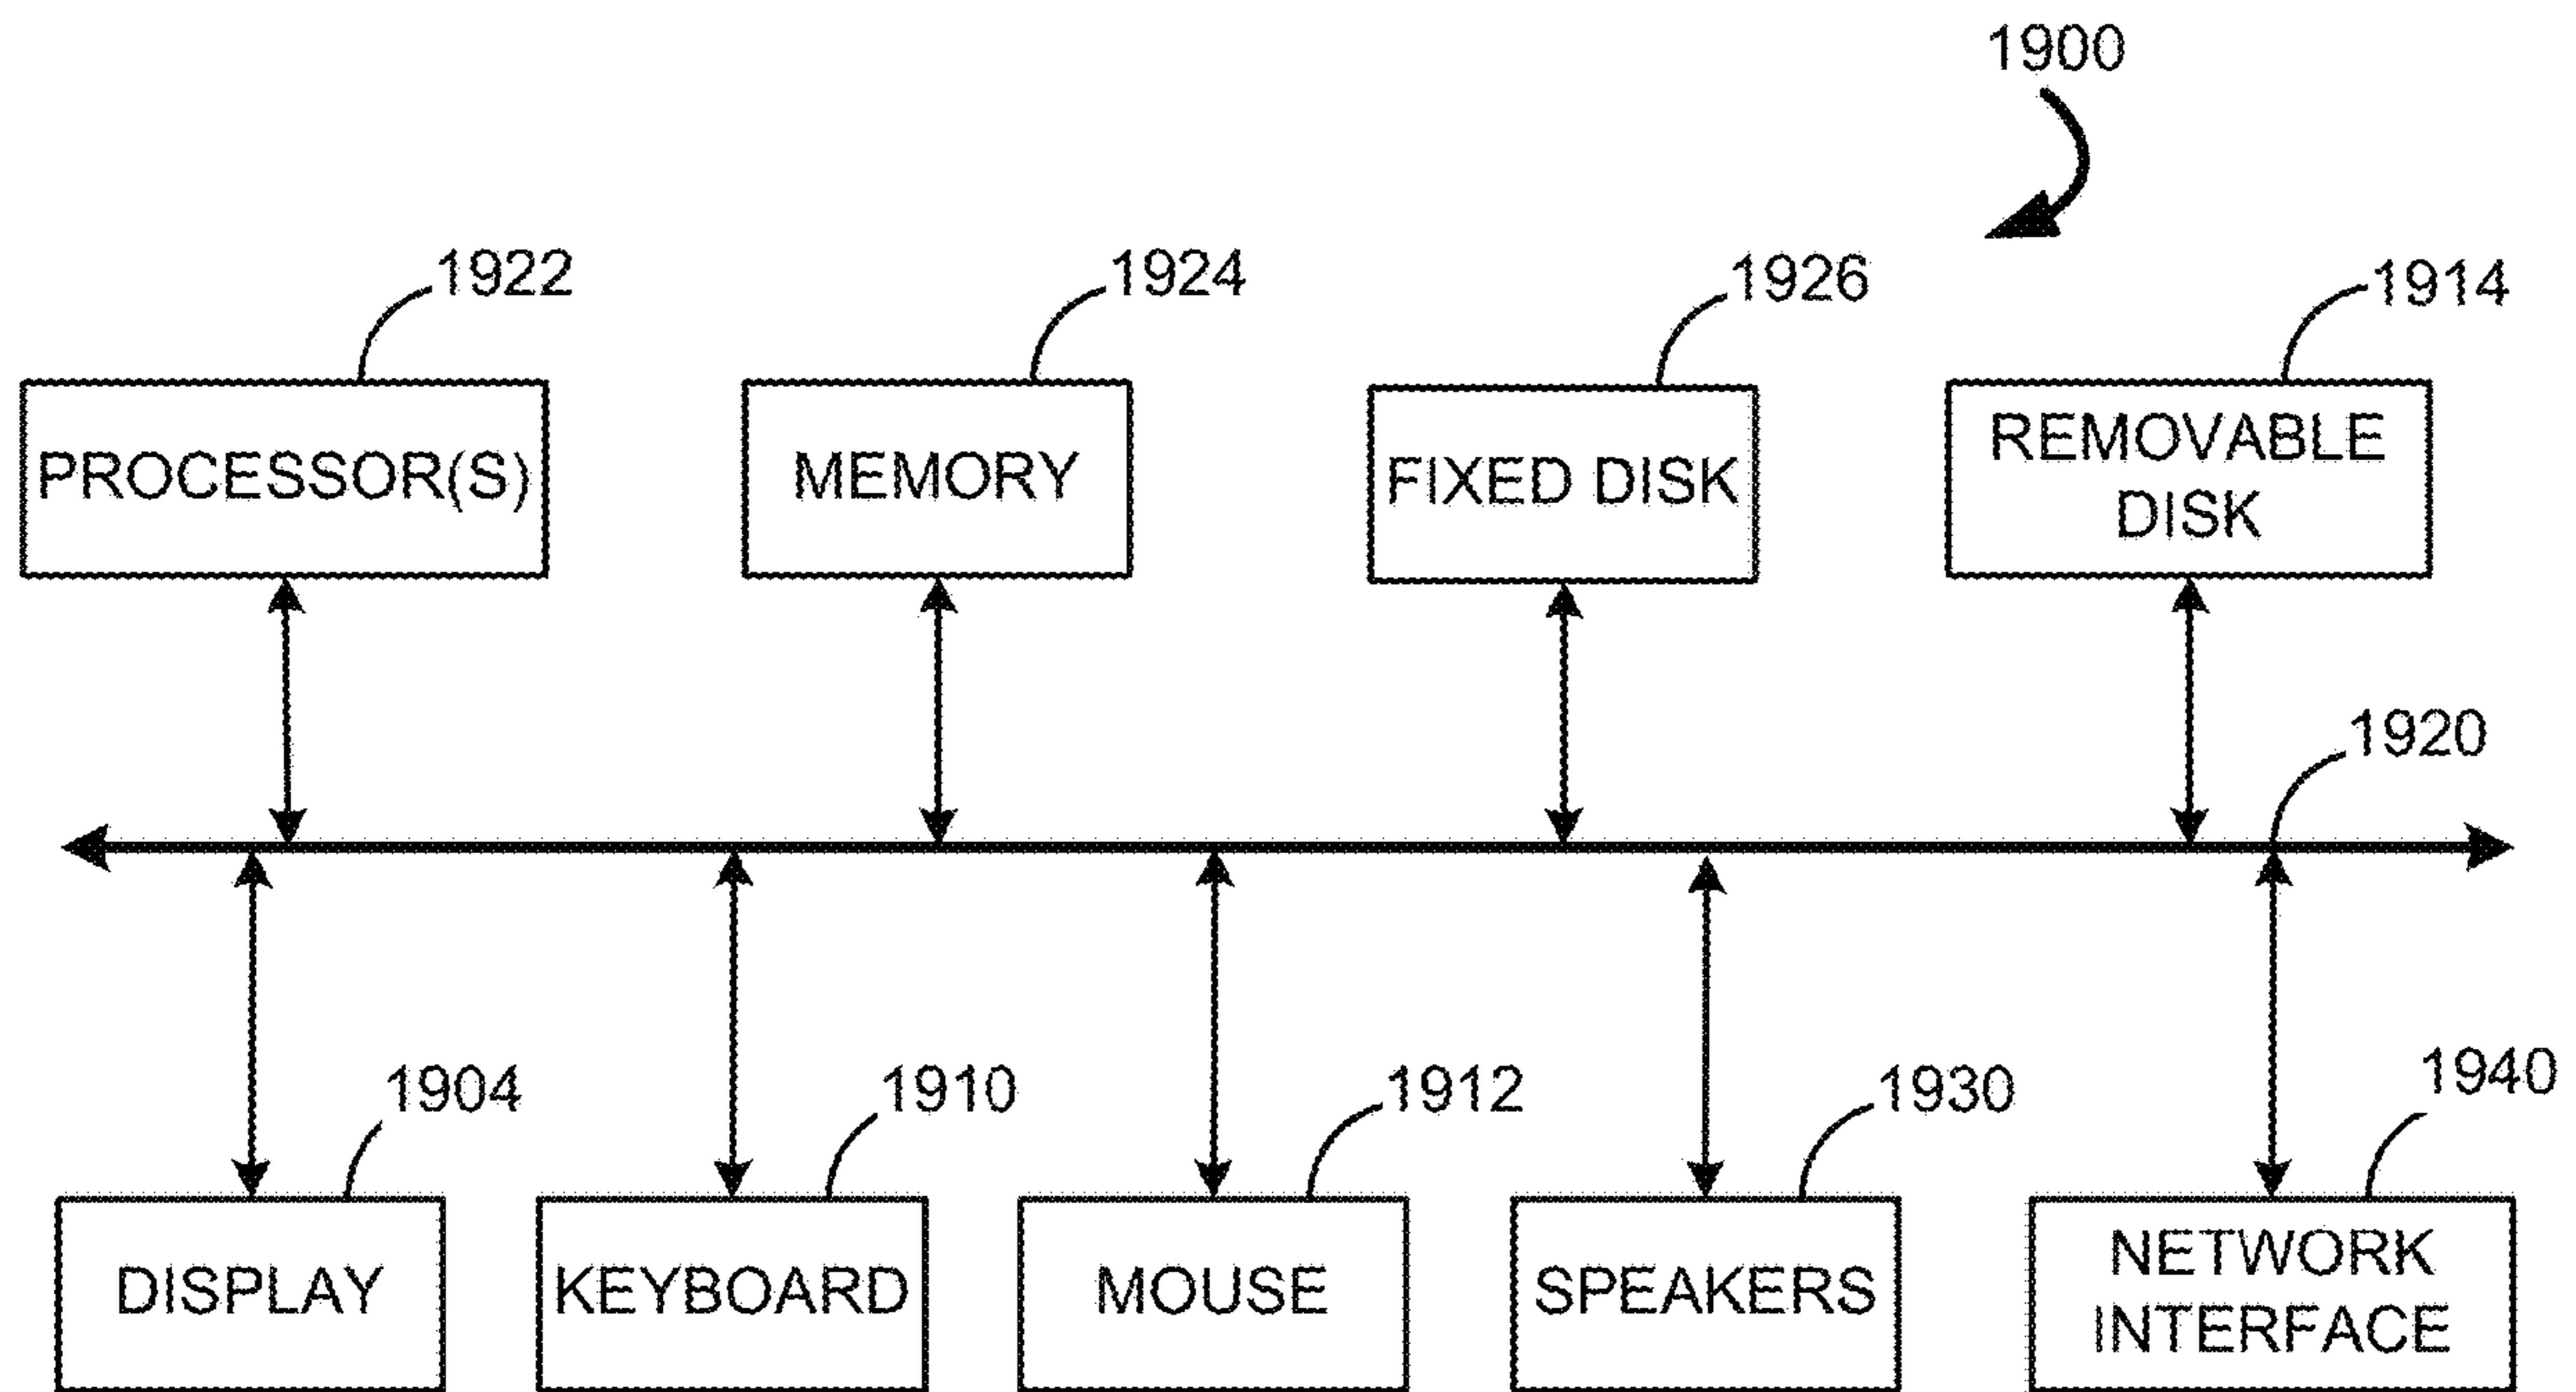 1900
1922
1924
1926
1914
PROCESSOR(S)
MEMORY
FIXED DISK
REMOVABLE
DISK
1920
1904
1910
1912
1930
1940
DISPLAY
KEYBOARD
MOUSE
SPEAKERS
NETWORK
INTERFACE